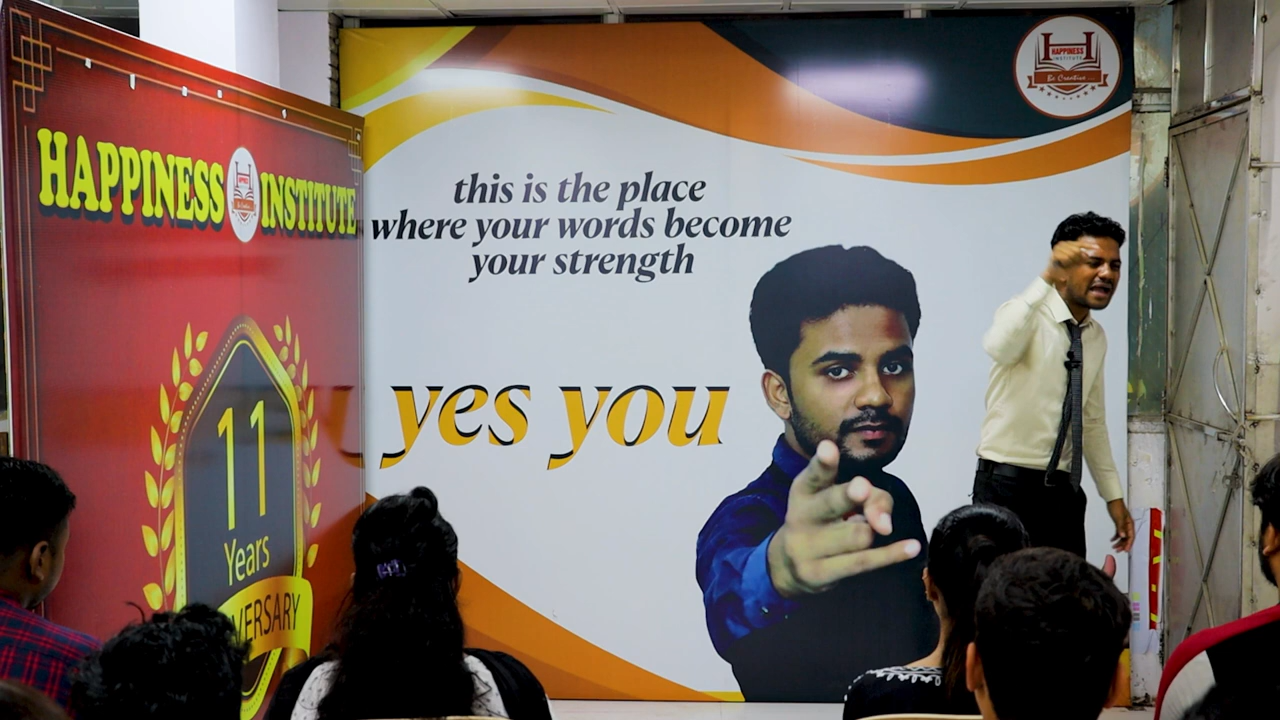 HAPPINESS INSTITUTE
11
Years
VERSARY
this is the place
where your words become
your strength
yes you
HAPPINESS
INSTITUTE
Be Creative ...